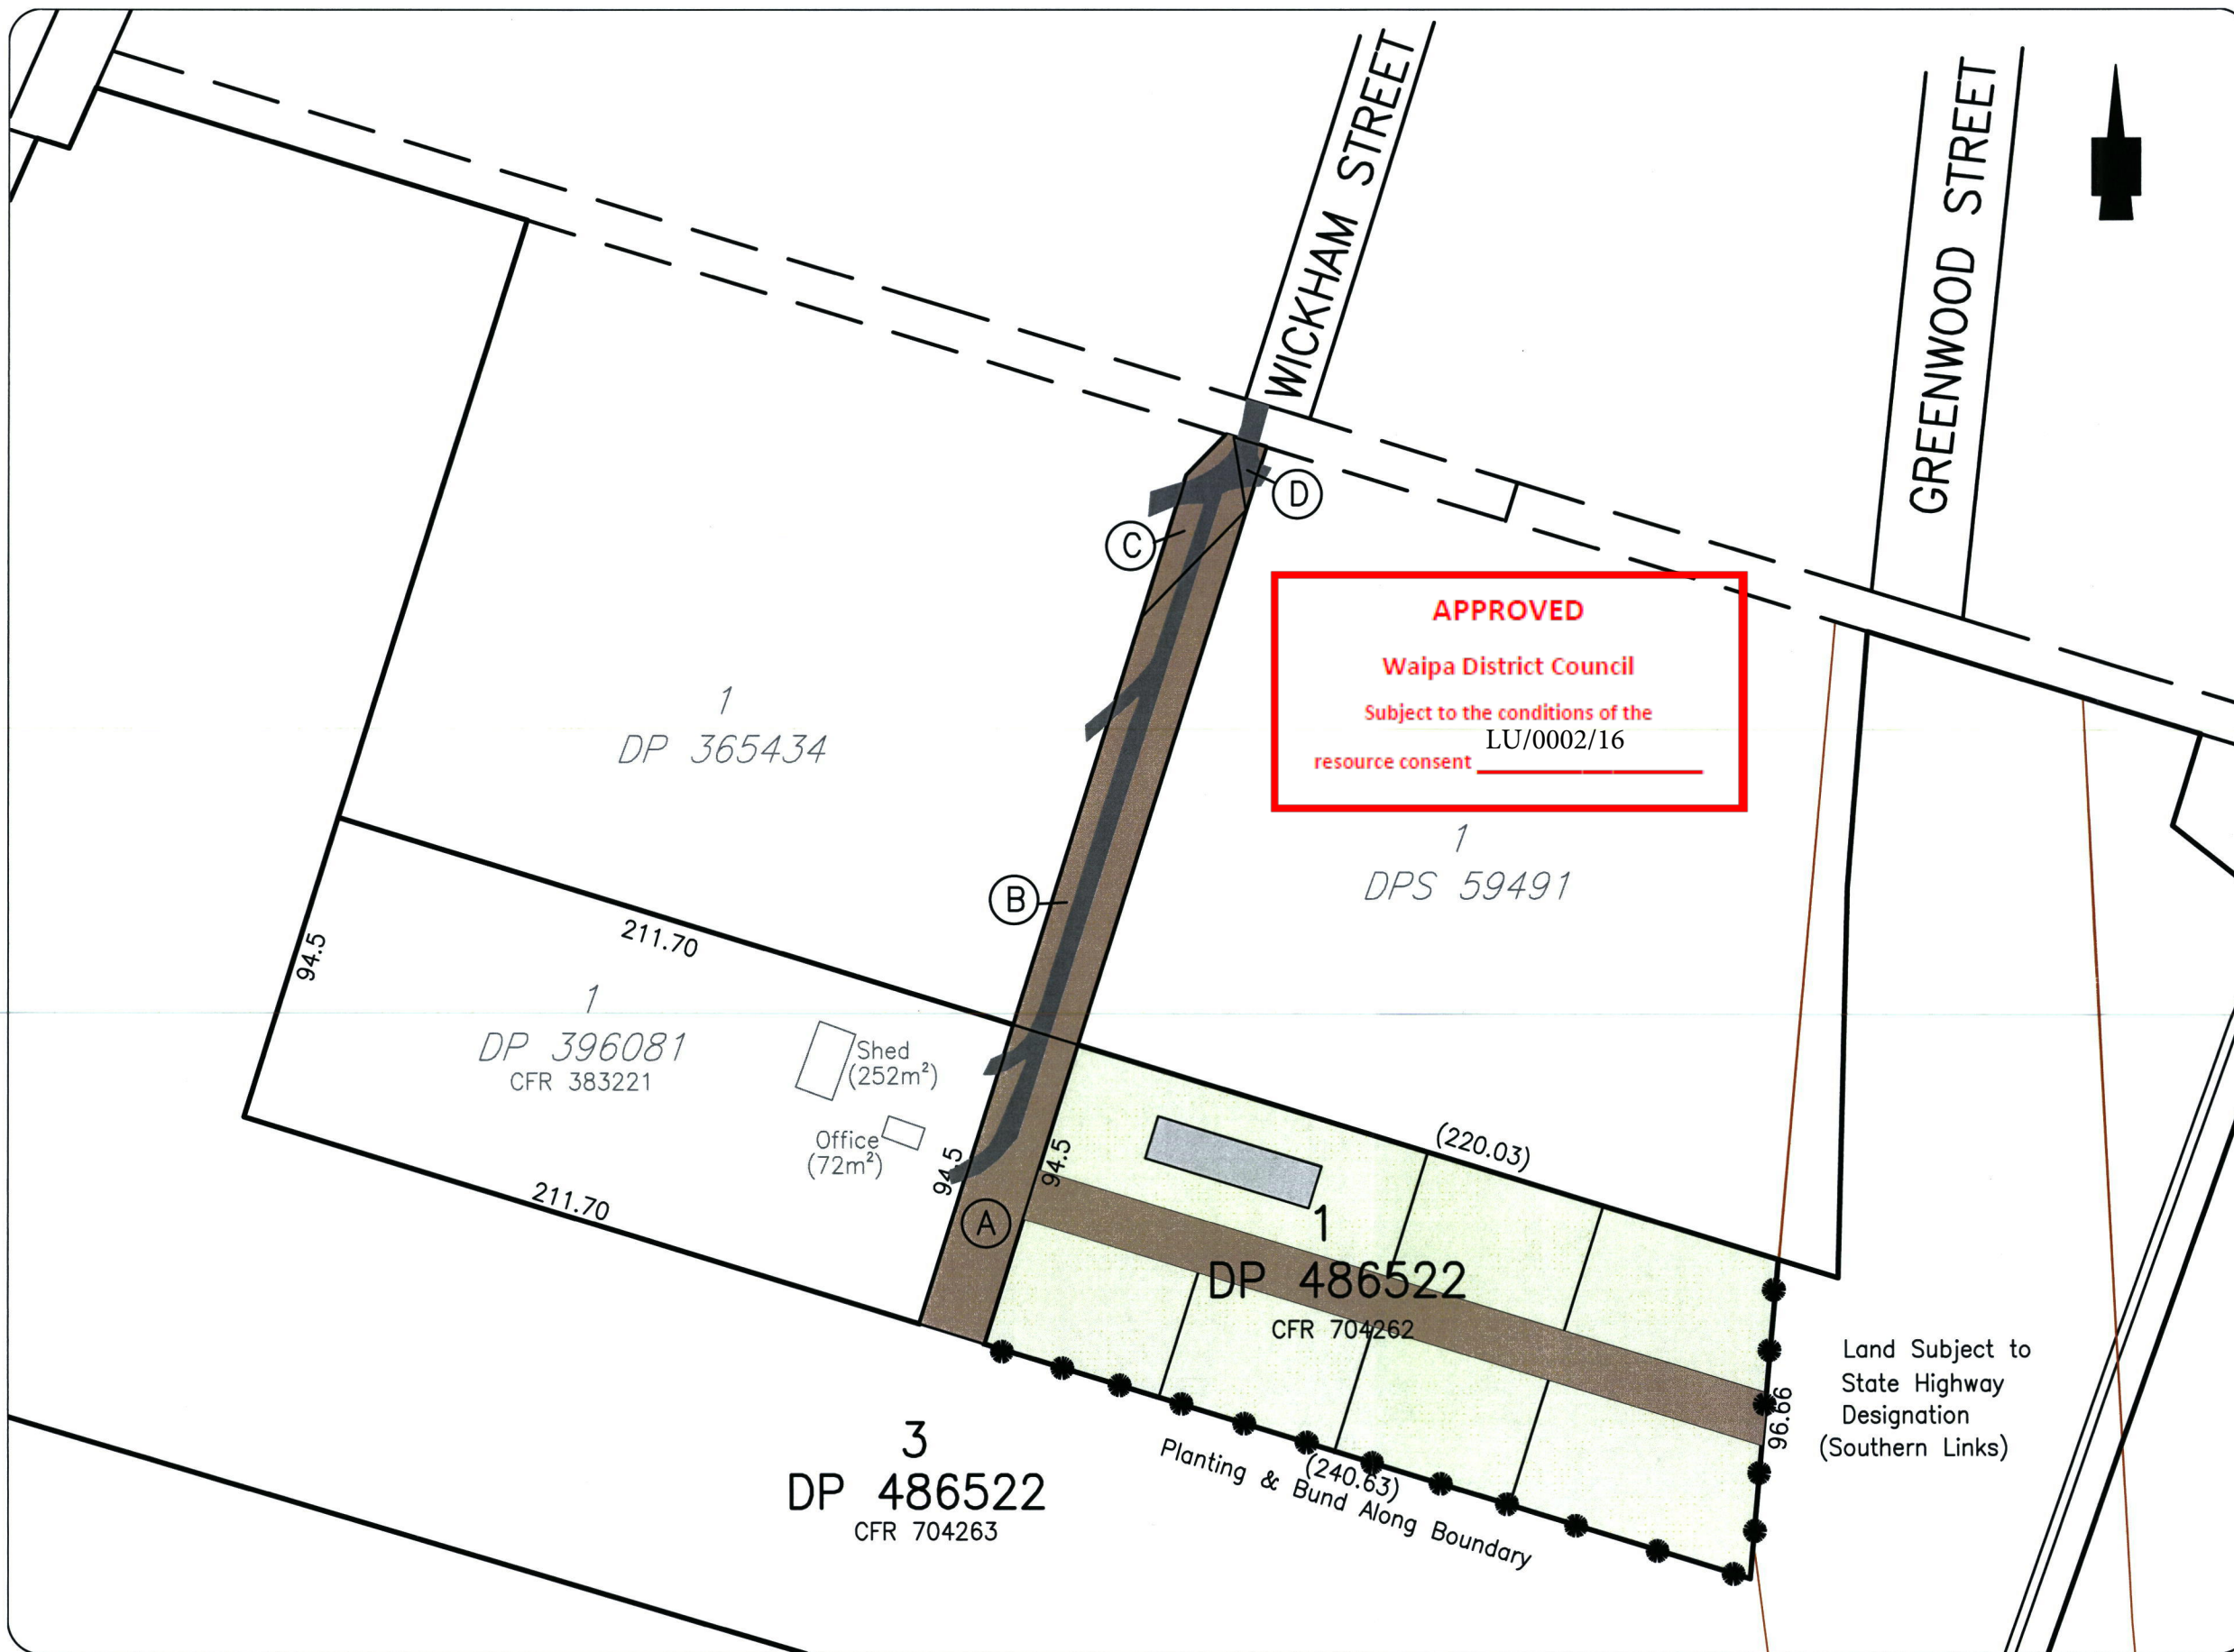 WICKHAM STREET
GREENWOOD STREET
D
C
APPROVED
Waipa District Council
Subject to the conditions of the
LU/0002/16
resource consent
1
DP 365434
1
DPS 59491
B
94.5
211.70
1
DP 396081
CFR 383221
Shed
(252m²)
Office
(72m²)
94.5
94.5
(220.03)
211.70
A
1
DP 486522
CFR 704262
Land Subject to
State Highway
Designation
(Southern Links)
96.66
3
DP 486522
CFR 704263
(240.63)
Planting & Bund Along Boundary